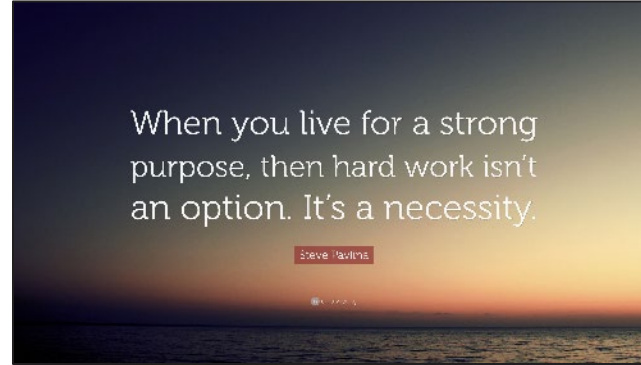 When you live for a strong
purpose, then hard work isn't
an option. It's a necessity.
Steve Pavlina